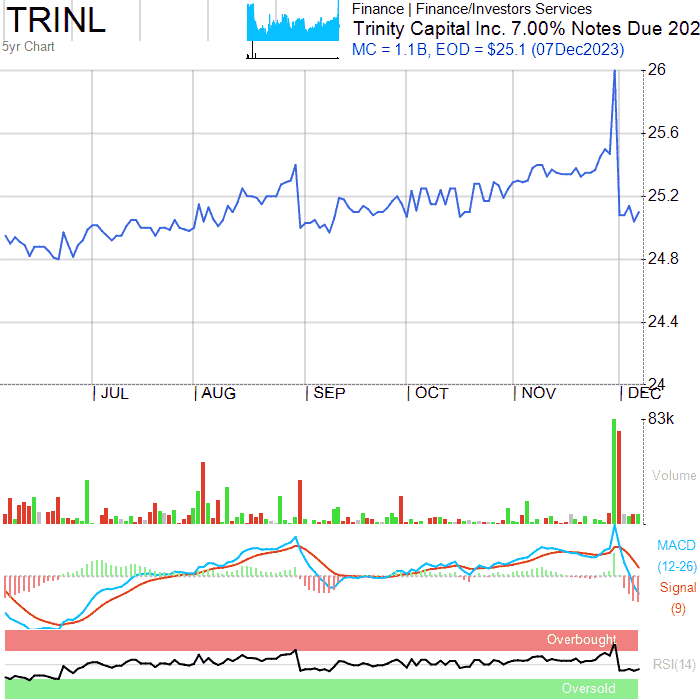 TRINL
5yr Chart
Finance | Finance/Investors Services
Trinity Capital Inc. 7.00% Notes Due 202
MC = 1.1B, EOD = $25.1 (07Dec2023)
26
25.6
25.2
24.8
24.4
24
JUL AUG SEP OCT NOV DEC
83k
Volume
MACD
(12-26)
Signal
(9)
Overbought
RSI(14)
Oversold